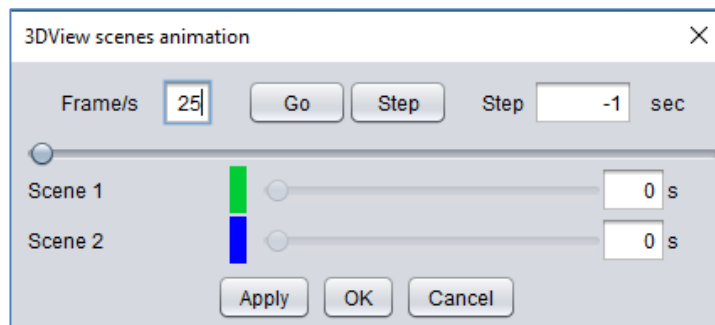 3DView scenes animation
Frame/s 25 Go Step Step -1 sec
Scene 1 0 s
Scene 2 0 s
Apply OK Cancel